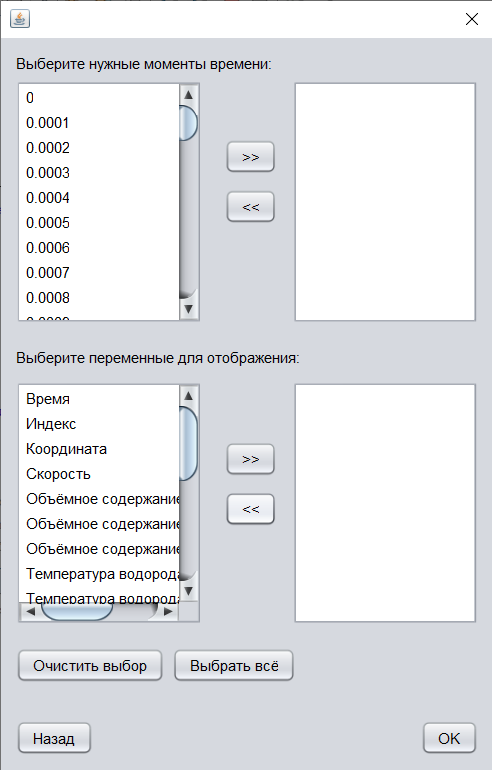 Выберите нужные моменты времени:
0
0.0001
0.0002
0.0003
0.0004
0.0005
0.0006
0.0007
0.0008
>>
<<
Выберите переменные для отображения:
Время
Индекс
Координата
Скорость
Объёмное содержание
Объёмное содержание
Объёмное содержание
Температура водорода
Температура водорода
>>
<<
Очистить выбор Выбрать всё
Назад OK